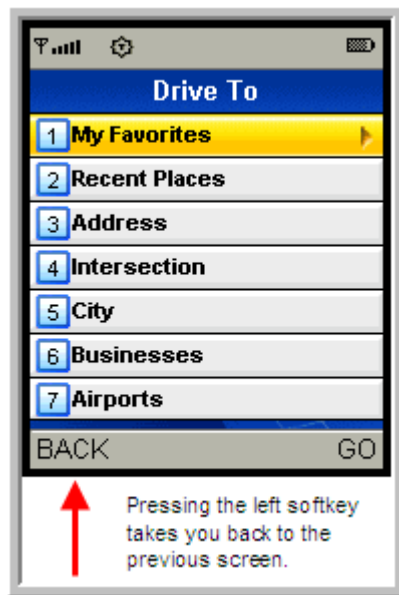 Drive To
1 My Favorites
2 Recent Places
3 Address
4 Intersection
5 City
6 Businesses
7 Airports
BACK GO
Pressing the left softkey
takes you back to the
previous screen.